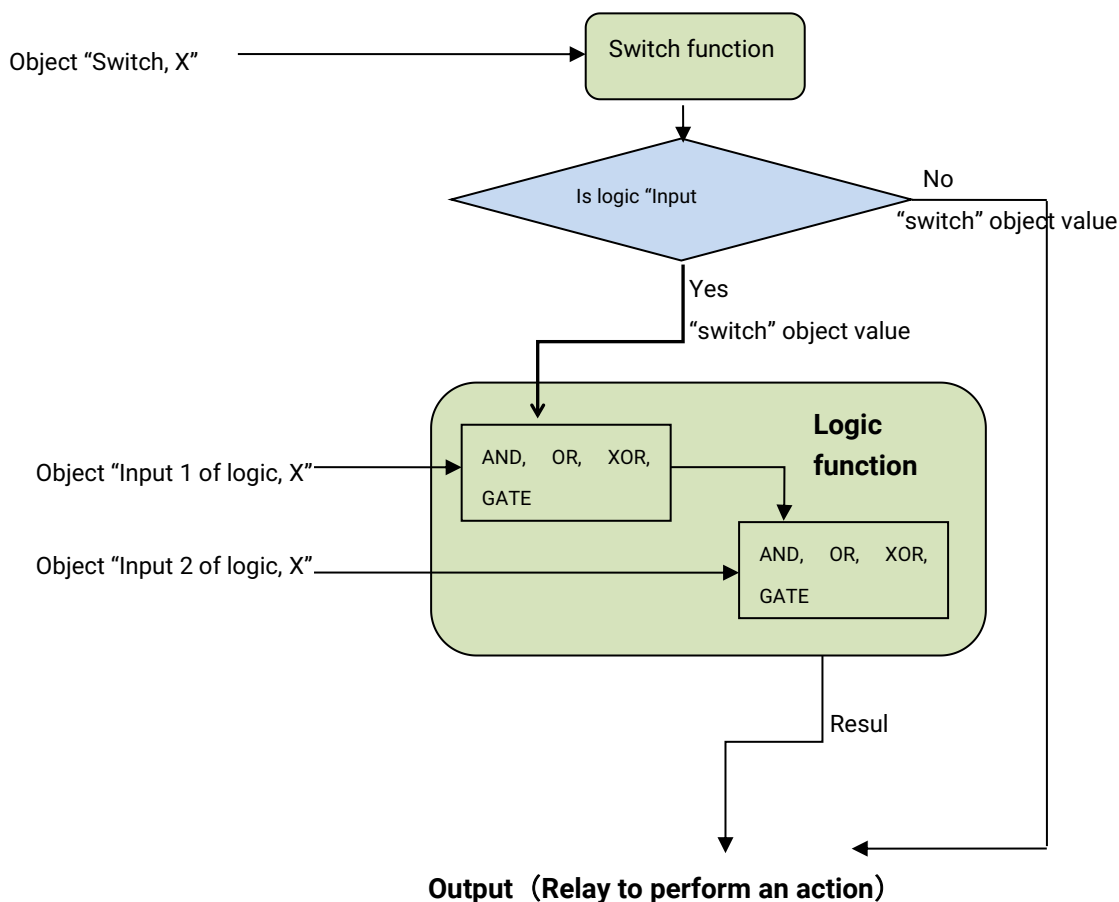 Switch function
Object “Switch, X”
Is logic “Input
No
“switch” object value
Yes
“switch” object value
Logic
function
AND, OR, XOR,
GATE
Object “Input 1 of logic, X”
AND, OR, XOR,
GATE
Object “Input 2 of logic, X”
Resul
Output（Relay to perform an action）